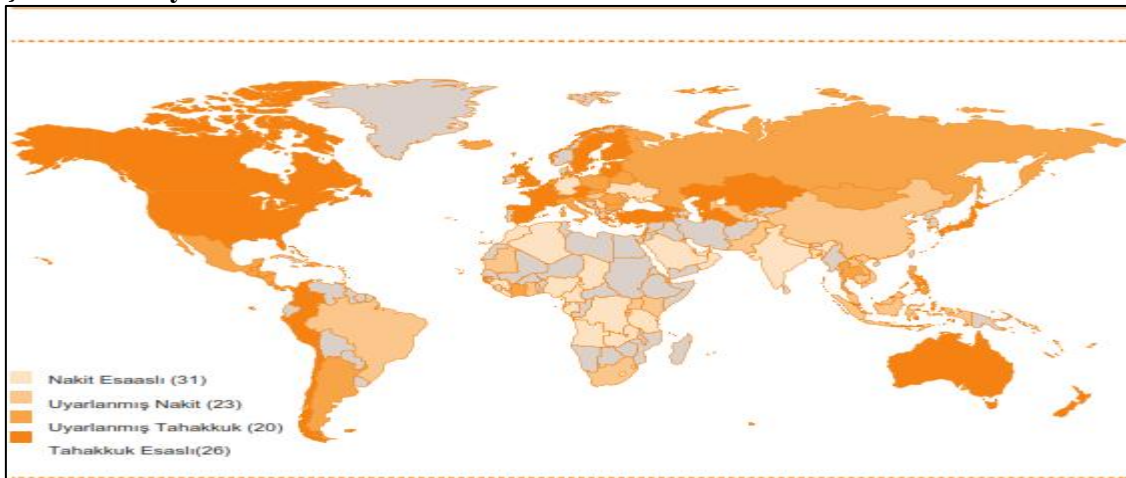 Nakit Esaaslı (31)
Uyarlanmış Nakit (23)
Uyarlanmış Tahakkuk (20)
Tahakkuk Esaslı(26)